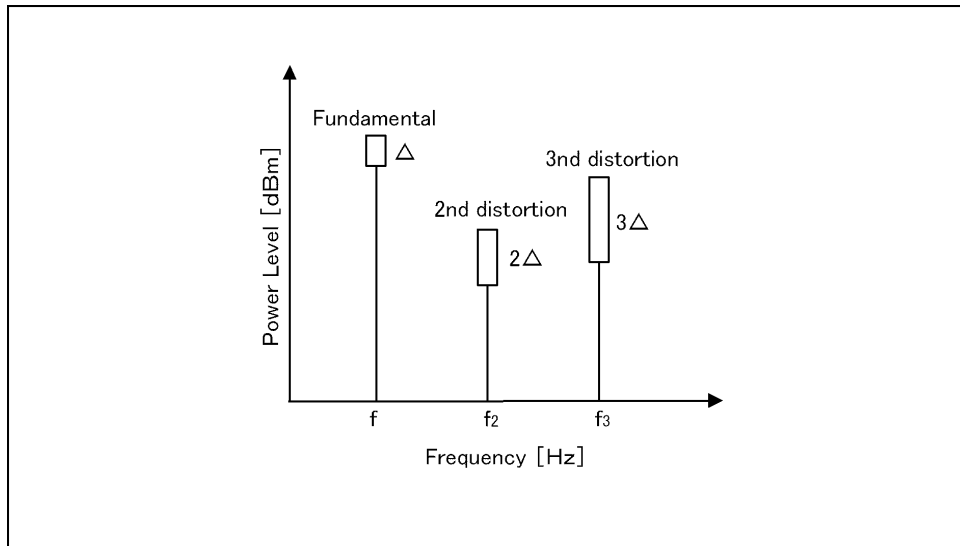 Fundamental
△
3nd distortion
2nd distortion
3△
2△
Power Level [dBm]
f
f2
f3
Frequency [Hz]